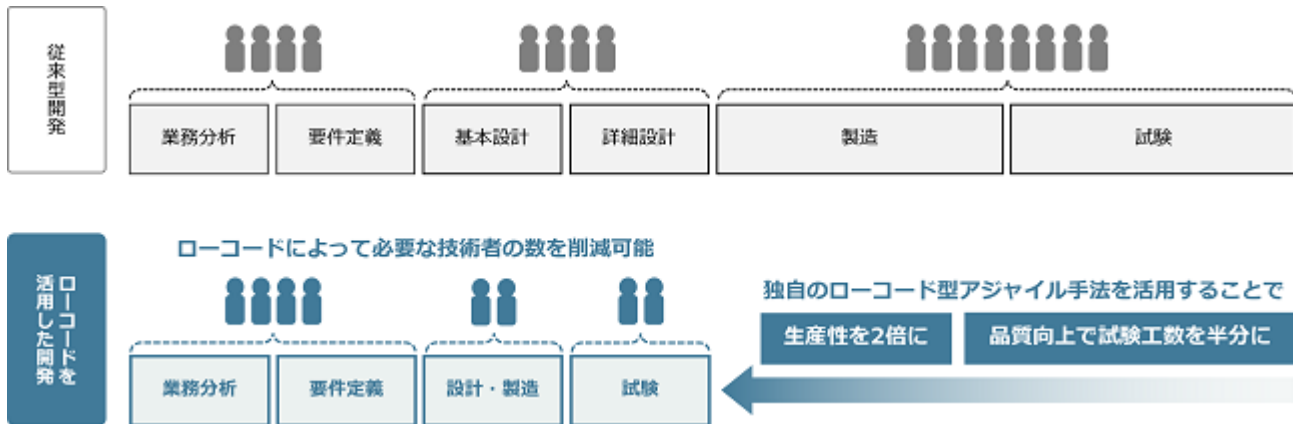 従来型開発
業務分析
要件定義
基本設計
詳細設計
製造
試験
ローコードを
活用した開発
ローコードによって必要な技術者の数を削減可能
業務分析
要件定義
設計・製造
試験
独自のローコード型アジャイル手法を活用することで
生産性を2倍に
品質向上で試験工数を半分に